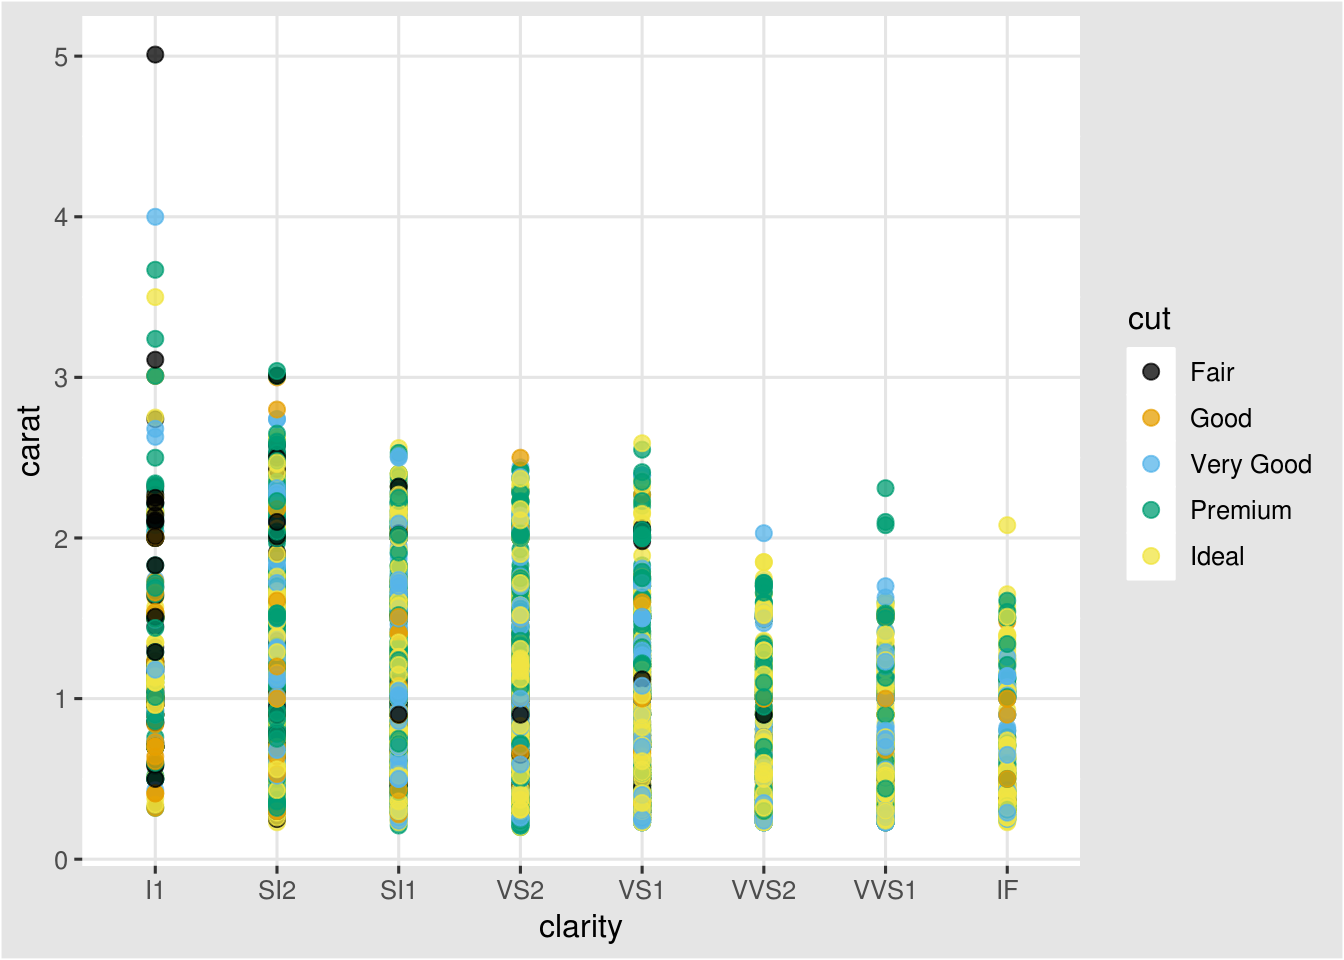 5
4
3
2
1
0
carat
I1 SI2 SI1 VS2 VS1 VVS2 VVS1 IF
clarity
cut
Fair
Good
Very Good
Premium
Ideal